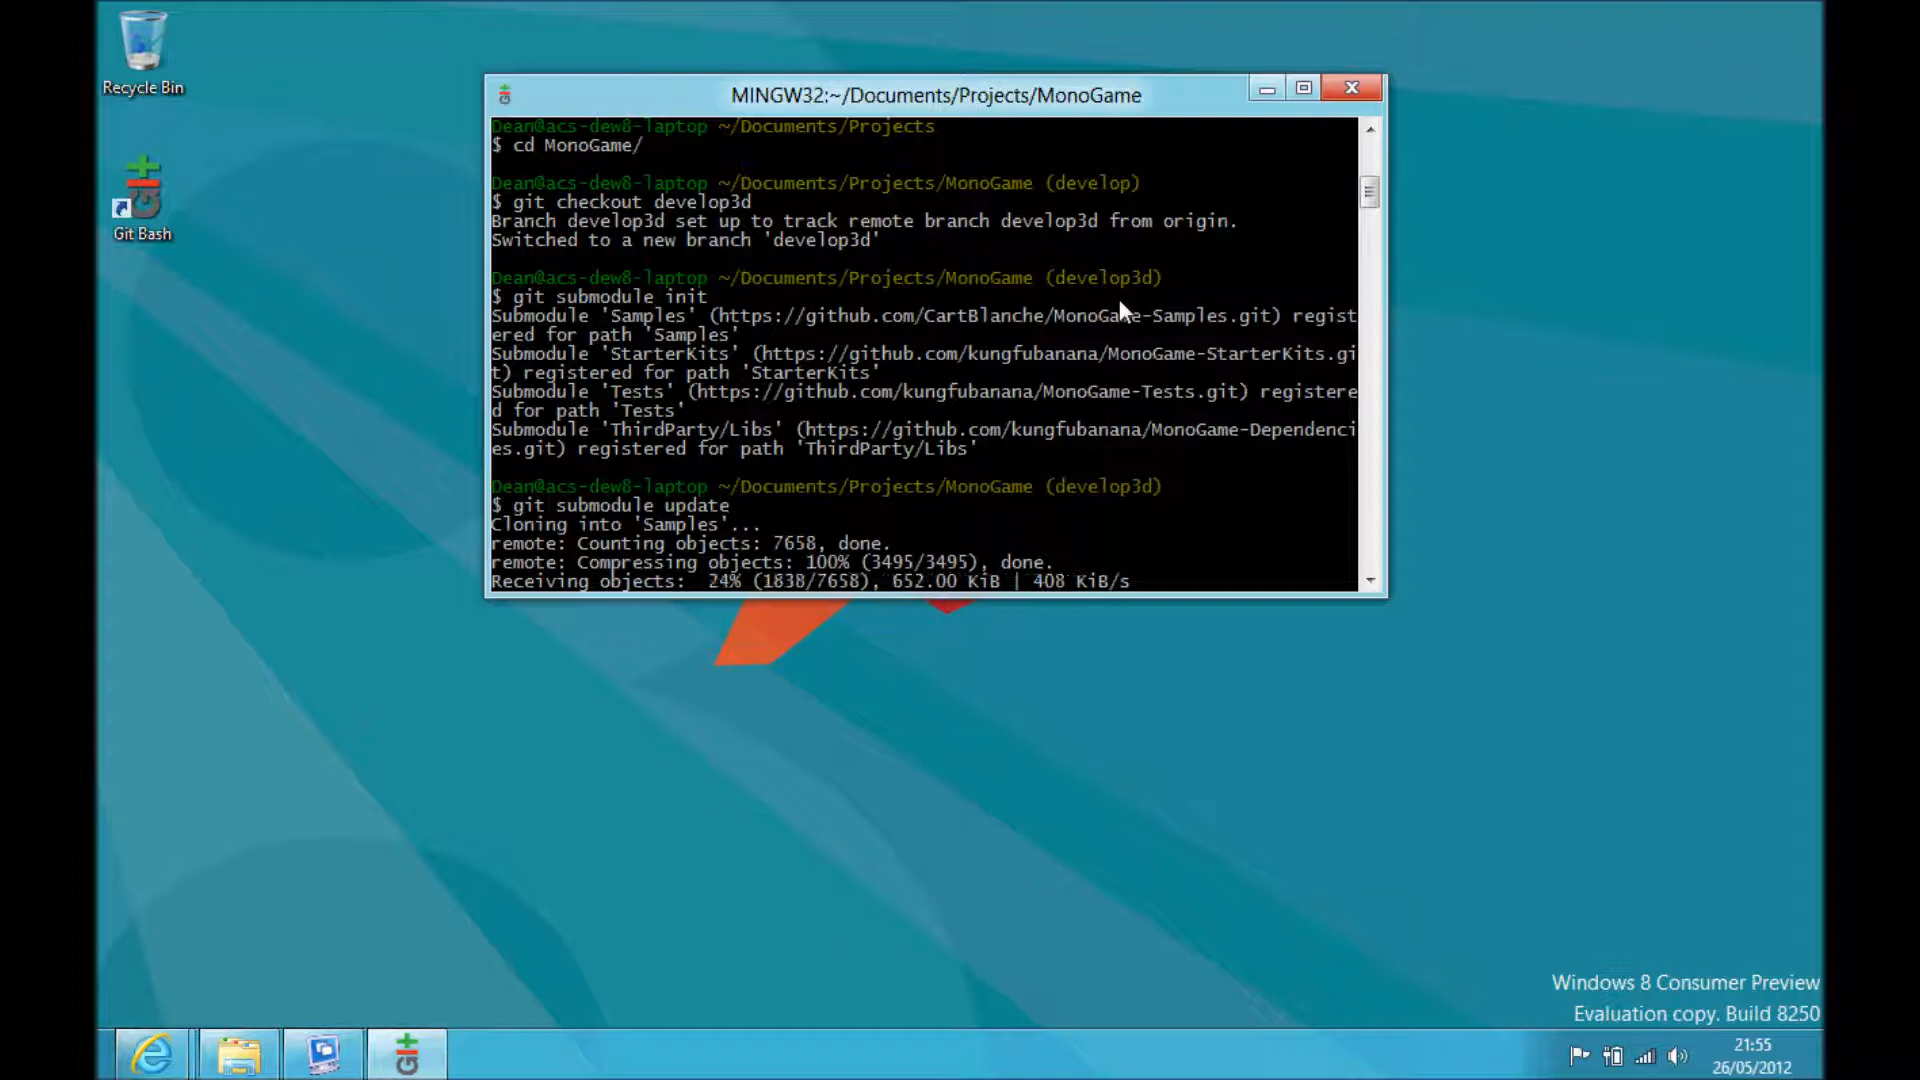 Recycle Bin
Git Bash
MINGW32:~/Documents/Projects/MonoGame
Dean@acs-dew8-laptop ~/Documents/Projects
$ cd MonoGame/
Dean@acs-dew8-laptop ~/Documents/Projects/MonoGame (develop)
$ git checkout develop3d
Branch develop3d set up to track remote branch develop3d from origin.
Switched to a new branch 'develop3d'
Dean@acs-dew8-laptop ~/Documents/Projects/MonoGame (develop3d)
$ git submodule init
Submodule 'Samples' (https://github.com/CartBlanche/MonoGame-Samples.git) regist
ered for path 'Samples'
Submodule 'StarterKits' (https://github.com/kungfubanana/MonoGame-StarterKits.gi
t) registered for path 'StarterKits'
Submodule 'Tests' (https://github.com/kungfubanana/MonoGame-Tests.git) registere
d for path 'Tests'
Submodule 'ThirdParty/Libs' (https://github.com/kungfubanana/MonoGame-Dependenci
es.git) registered for path 'ThirdParty/Libs'
Dean@acs-dew8-laptop ~/Documents/Projects/MonoGame (develop3d)
$ git submodule update
Cloning into 'Samples'...
remote: Counting objects: 7658, done.
remote: Compressing objects: 100% (3495/3495), done.
Receiving objects:  24% (1838/7658), 652.00 KiB | 408 KiB/s
Windows 8 Consumer Preview
Evaluation copy. Build 8250
21:55
26/05/2012